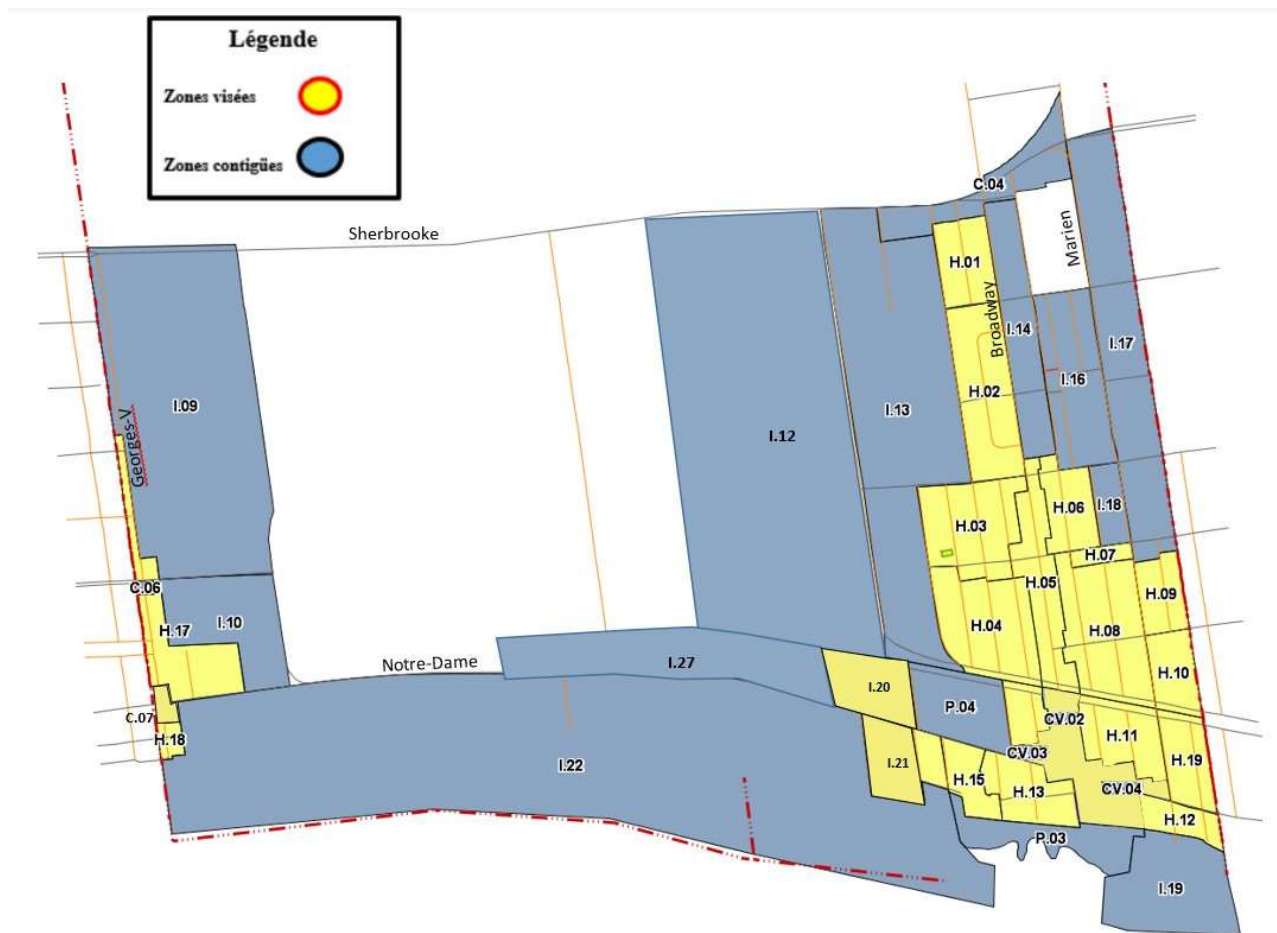 Légende
Zones visées
Zones contigües
C.04
Sherbrooke
Marien
H.01
Broadway
I.14
I.17
I.16
H.02
I.09
I.13
I.12
Georges-V
H.06
I.18
H.03
H.07
H.05
C.06
H.09
I.10
H.17
H.04
H.08
Notre-Dame
I.27
H.10
I.20
P.04
C.07
CV.02
H.18
H.11
CV.03
H.19
I.22
I.21
H.15
H.13
CV.04
H.12
P.03
I.19